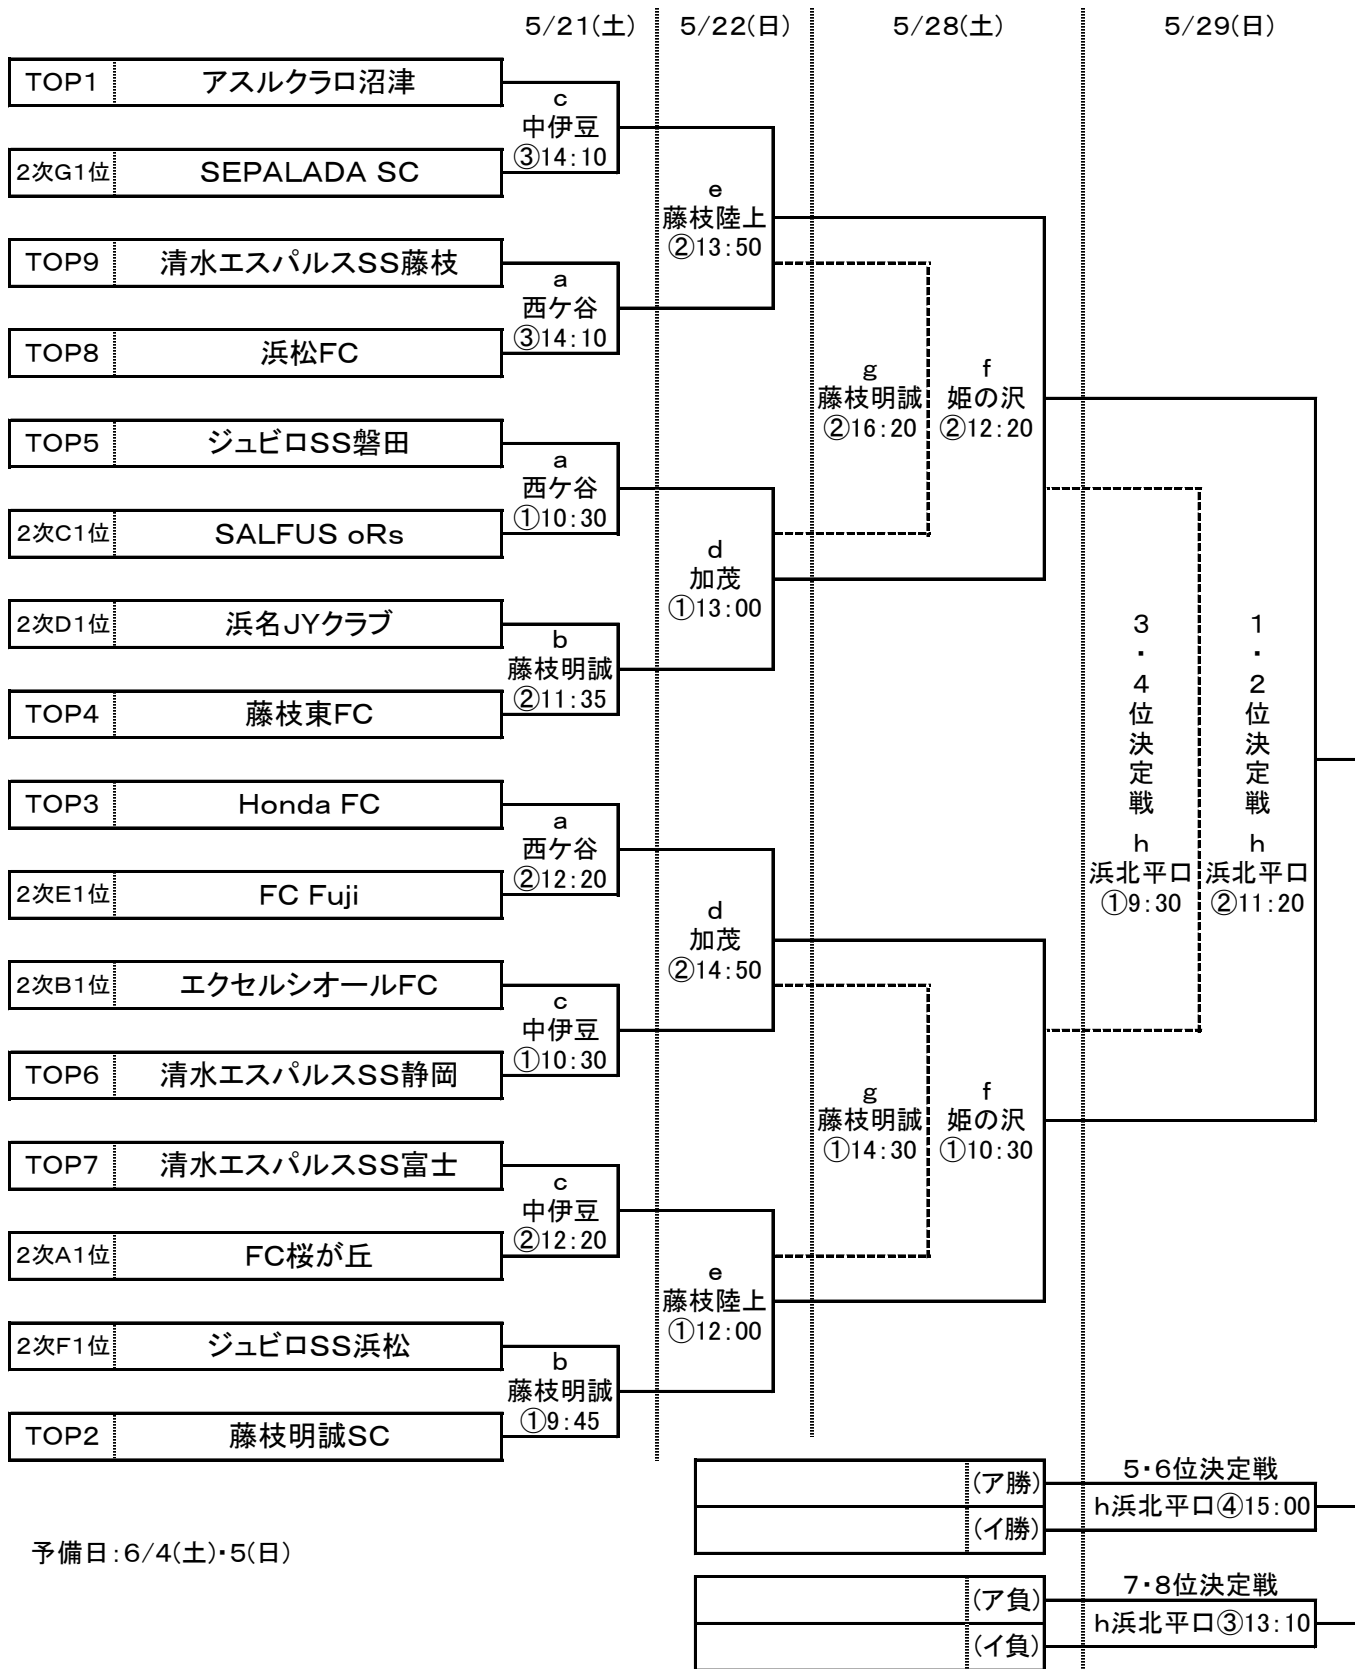 5/21(土) 5/22(日) 5/28(土) 5/29(日)
TOP1 アスルクラロ沼津
c
中伊豆
③14:10
2次G1位 SEPALADA SC
e
藤枝陸上
②13:50
TOP9 清水エスパルスSS藤枝
a
西ケ谷
③14:10
TOP8 浜松FC
g
藤枝明誠
②16:20
f
姫の沢
②12:20
TOP5 ジュビロSS磐田
a
西ケ谷
①10:30
2次C1位 SALFUS oRs
d
加茂
①13:00
2次D1位 浜名JYクラブ
b
藤枝明誠
②11:35
TOP4 藤枝東FC
3・4位決定戦
h
浜北平口
①9:30
1・2位決定戦
h
浜北平口
②11:20
TOP3 Honda FC
a
西ケ谷
②12:20
2次E1位 FC Fuji
d
加茂
②14:50
2次B1位 エクセルシオールFC
c
中伊豆
①10:30
TOP6 清水エスパルスSS静岡
g
藤枝明誠
①14:30
f
姫の沢
①10:30
TOP7 清水エスパルスSS富士
c
中伊豆
②12:20
2次A1位 FC桜が丘
e
藤枝陸上
①12:00
2次F1位 ジュビロSS浜松
b
藤枝明誠
①9:45
TOP2 藤枝明誠SC
5・6位決定戦
(ア勝)
h浜北平口④15:00
(イ勝)
予備日:6/4(土)・5(日)
7・8位決定戦
(ア負)
h浜北平口③13:10
(イ負)